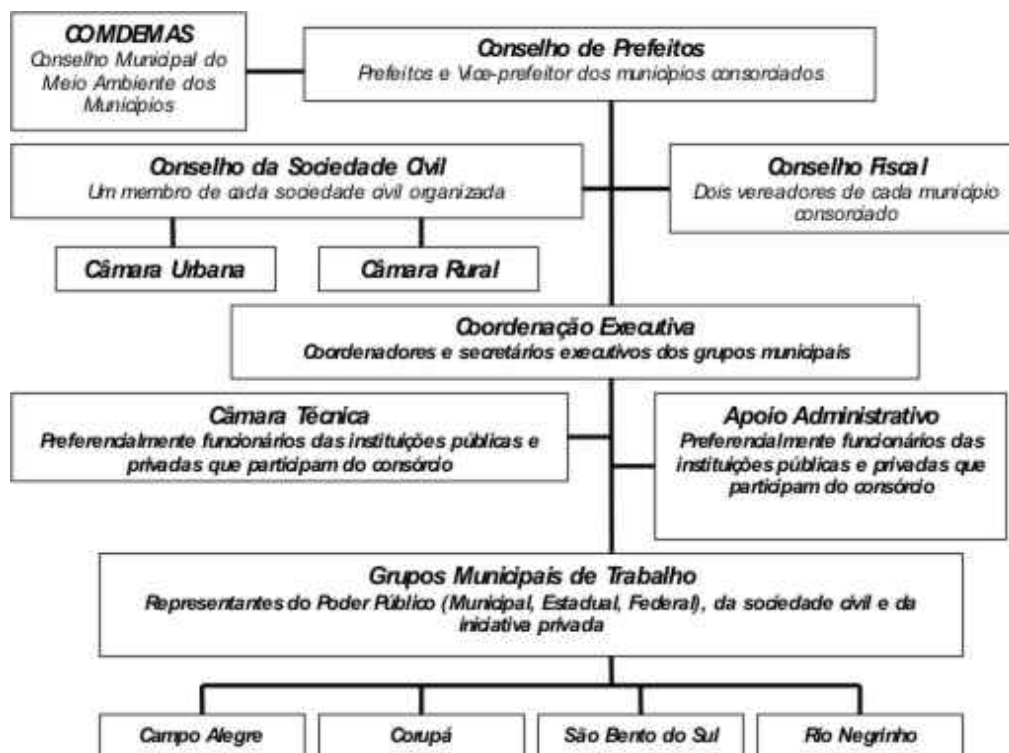 COMDEMAS
Conselho Municipal do
Meio Ambiente dos
Municípios
Conselho de Prefeitos
Prefeitos e Vice-prefeitor dos municípios consorciados
Conselho da Sociedade Civil
Um membro de cada sociedade civil organizada
Conselho Fiscal
Dois vereadores de cada município
consorciado
Câmara Urbana
Câmara Rural
Coordenação Executiva
Coordenadores e secretários executivos dos grupos municipais
Câmara Técnica
Preferencialmente funcionários das instituições públicas e
privadas que participam do consórcio
Apoio Administrativo
Preferencialmente funcionários das
instituições públicas e privadas que
participam do consórcio
Grupos Municipais de Trabalho
Representantes do Poder Público (Municipal, Estadual, Federal), da sociedade civil e da
iniciativa privada
Campo Alegre
Corupá
São Bento do Sul
Rio Negrinho